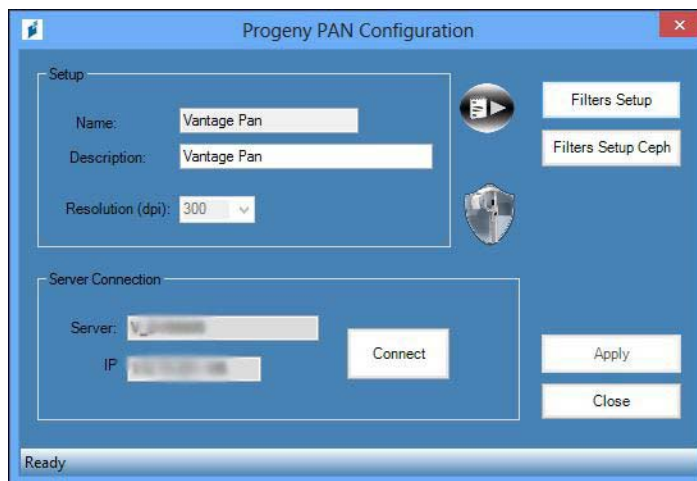 Progeny PAN Configuration
Setup
Name: Vantage Pan
Description: Vantage Pan
Resolution (dpi): 300
Filters Setup
Filters Setup Ceph
Server Connection
Server:
IP
Connect
Apply
Close
Ready